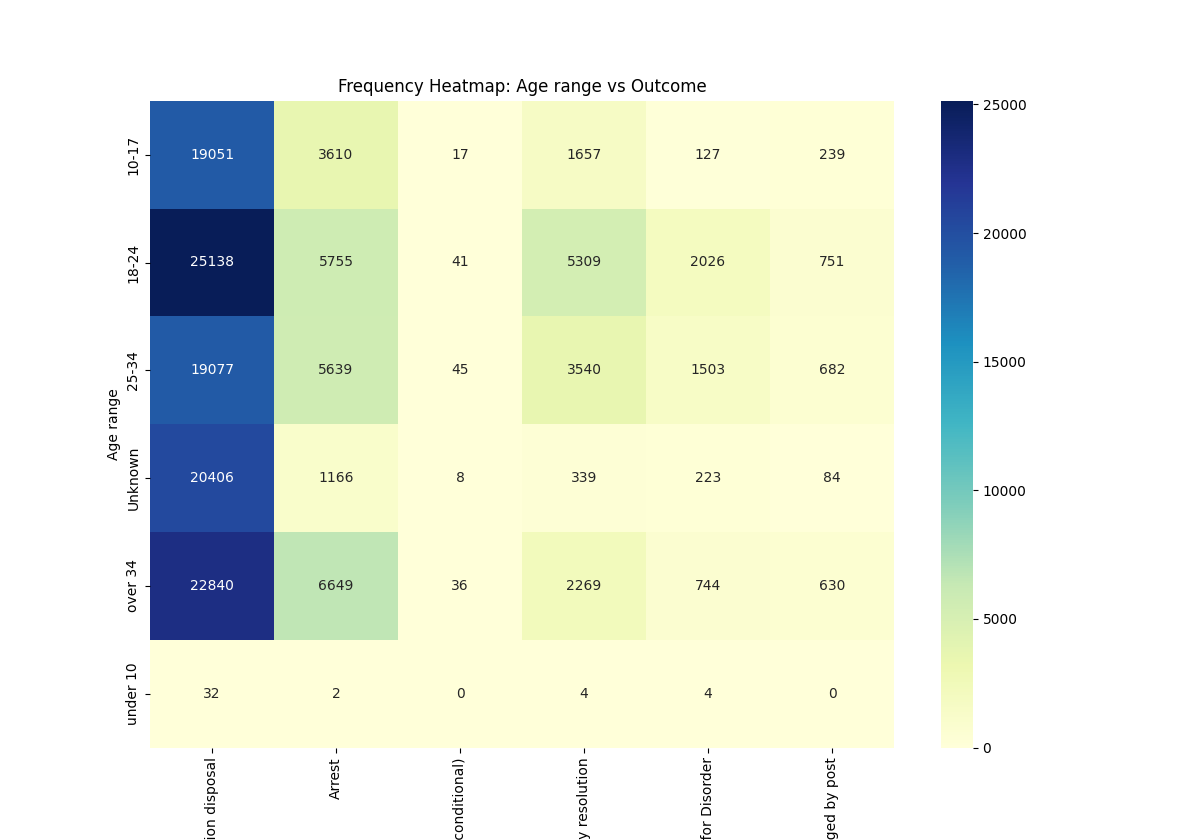 Frequency Heatmap: Age range vs Outcome
Age range
10-17 19051 3610 17 1657 127 239
18-24 25138 5755 41 5309 2026 751
25-34 19077 5639 45 3540 1503 682
Unknown 20406 1166 8 339 223 84
over 34 22840 6649 36 2269 744 630
under 10 32 2 0 4 4 0
ion disposal
Arrest
conditional)
y resolution
for Disorder
ged by post
25000
20000
15000
10000
5000
0